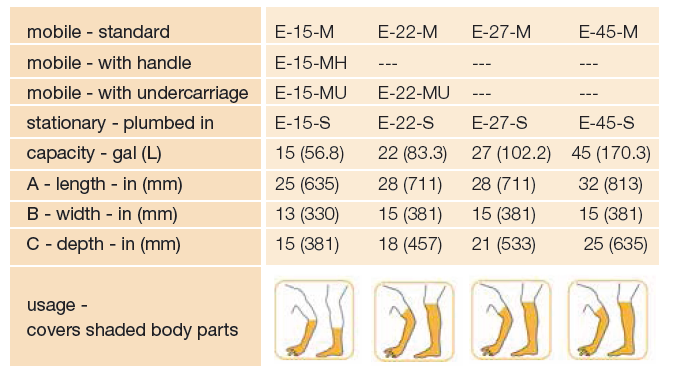 mobile - standard E-15-M E-22-M E-27-M E-45-M
mobile - with handle E-15-MH --- --- ---
mobile - with undercarriage E-15-MU E-22-MU --- ---
stationary - plumbed in E-15-S E-22-S E-27-S E-45-S
capacity - gal (L) 15 (56.8) 22 (83.3) 27 (102.2) 45 (170.3)
A - length - in (mm) 25 (635) 28 (711) 28 (711) 32 (813)
B - width - in (mm) 13 (330) 15 (381) 15 (381) 15 (381)
C - depth - in (mm) 15 (381) 18 (457) 21 (533) 25 (635)
usage -
covers shaded body parts